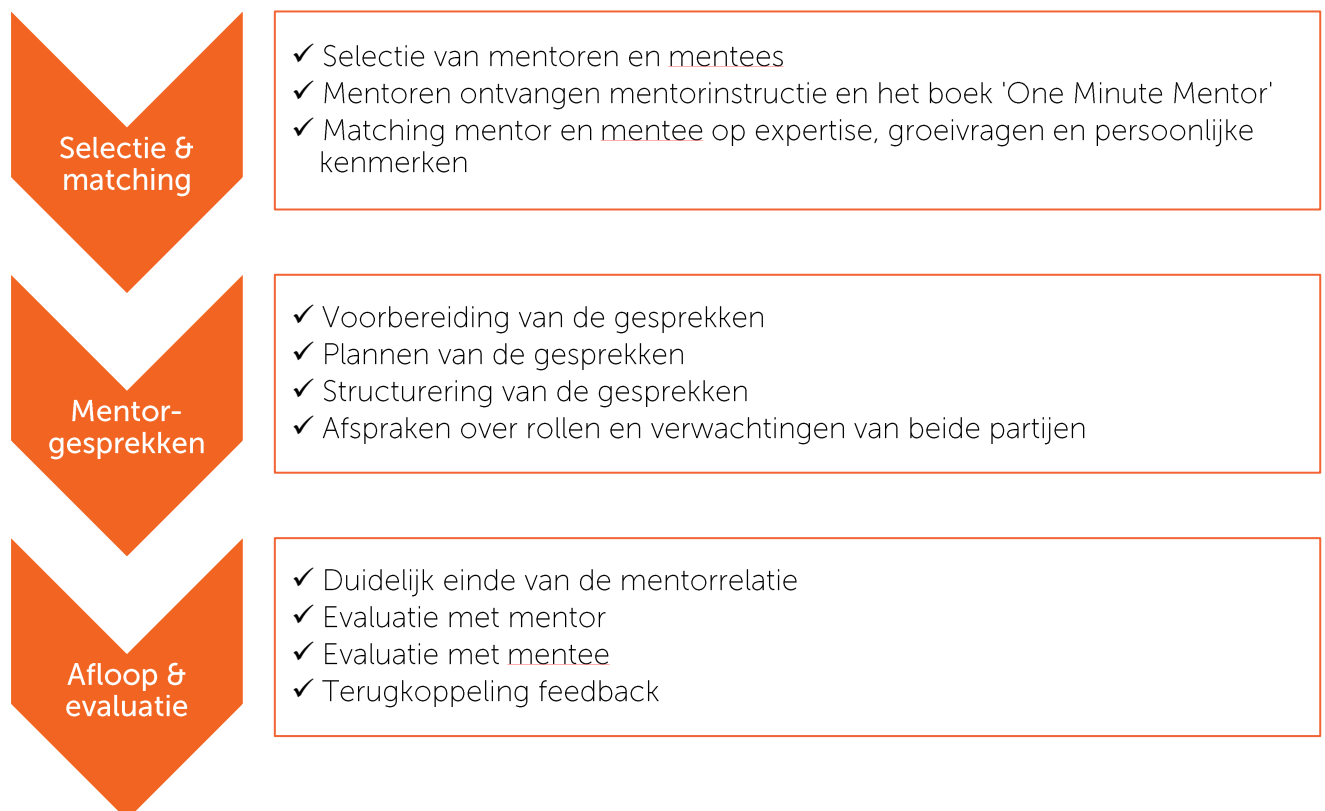 Selectie &
matching
✓ Selectie van mentoren en mentees
✓ Mentoren ontvangen mentorinstructie en het boek 'One Minute Mentor'
✓ Matching mentor en mentee op expertise, groeivragen en persoonlijke
kenmerken
Mentor-
gesprekken
✓ Voorbereiding van de gesprekken
✓ Plannen van de gesprekken
✓ Structurering van de gesprekken
✓ Afspraken over rollen en verwachtingen van beide partijen
Afloop &
evaluatie
✓ Duidelijk einde van de mentorrelatie
✓ Evaluatie met mentor
✓ Evaluatie met mentee
✓ Terugkoppeling feedback